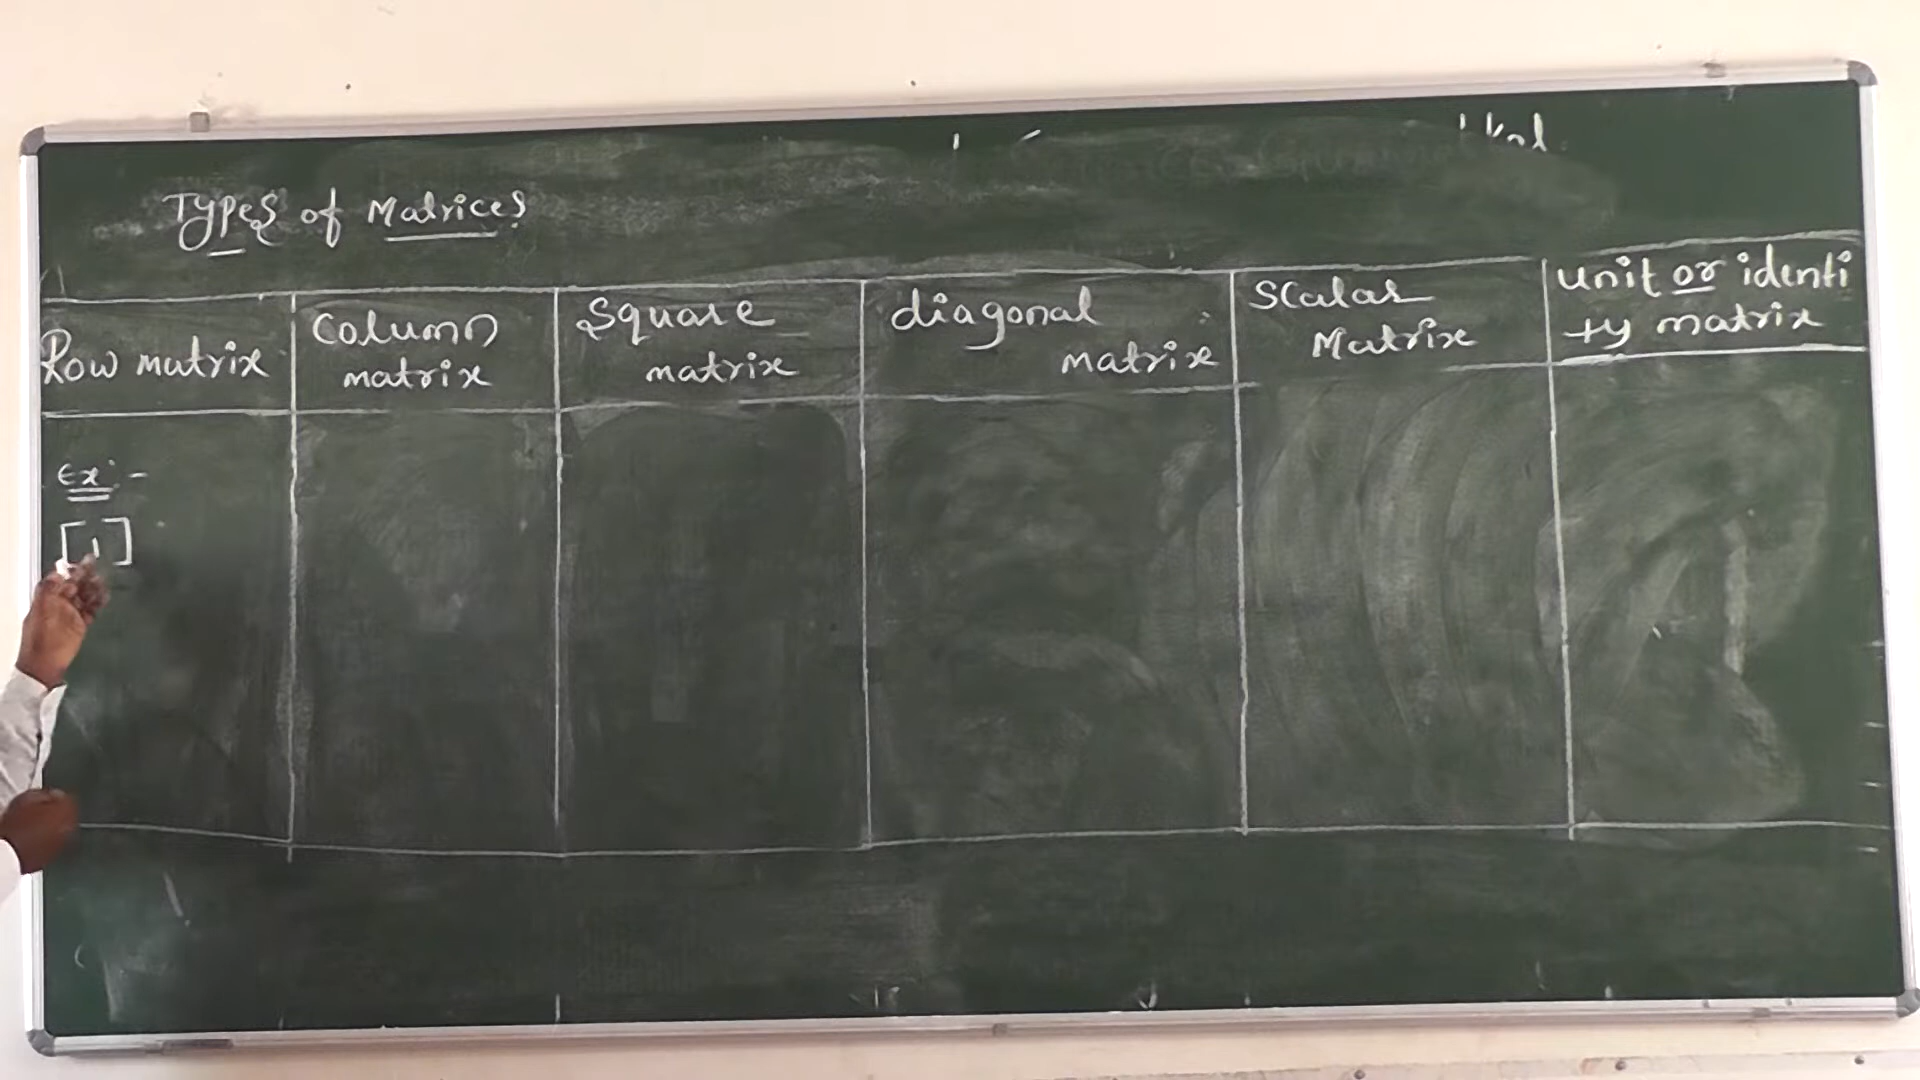 Types of Matrices
Row matrix
Column
matrix
Square
matrix
diagonal
matrix
Scalar
Matrix
unit or identi
ty matrix
Ex:-
[1]